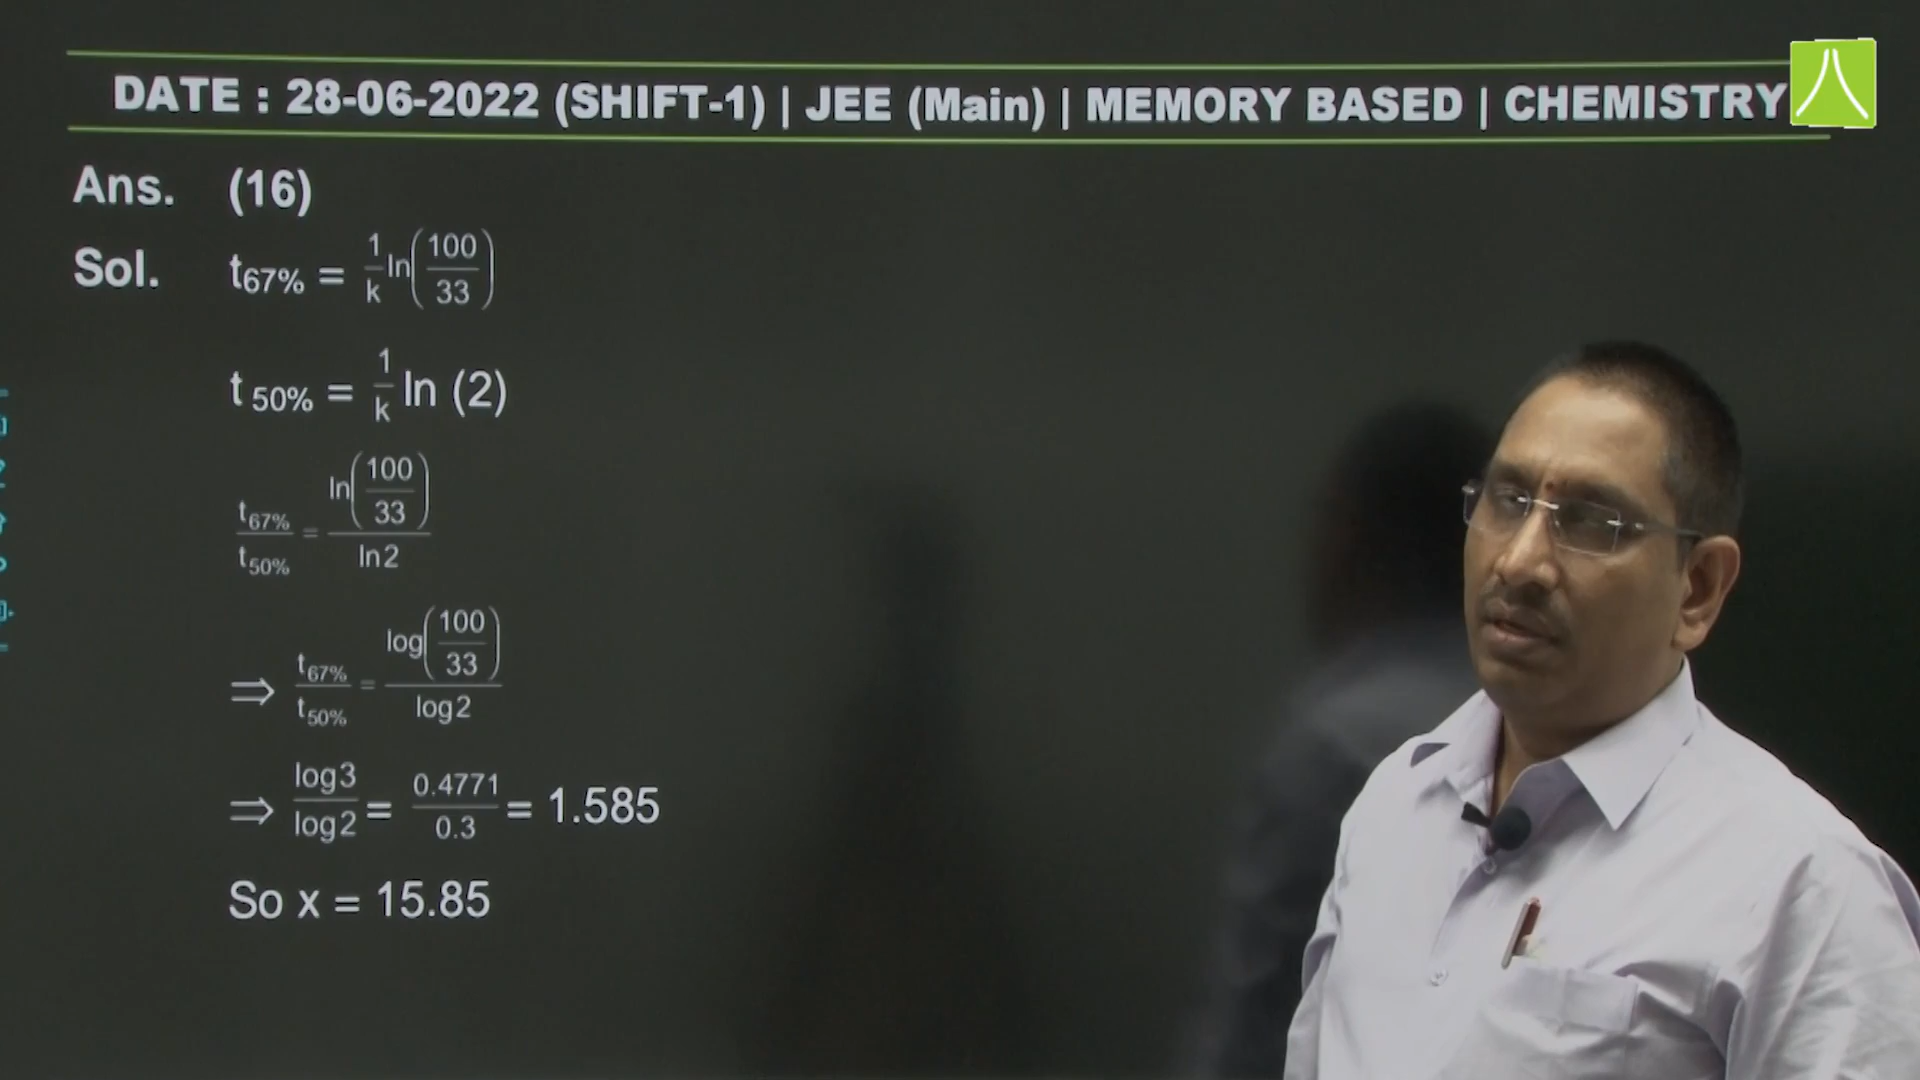 DATE : 28-06-2022 (SHIFT-1) | JEE (Main) | MEMORY BASED | CHEMISTRY
Ans. (16)
Sol. t67% = 1/k ln(100/33)
t 50% = 1/k ln (2)
t67%/t50% = ln(100/33)/ln2
⇒ t67%/t50% = log(100/33)/log2
⇒ log3/log2 = 0.4771/0.3 = 1.585
So x = 15.85